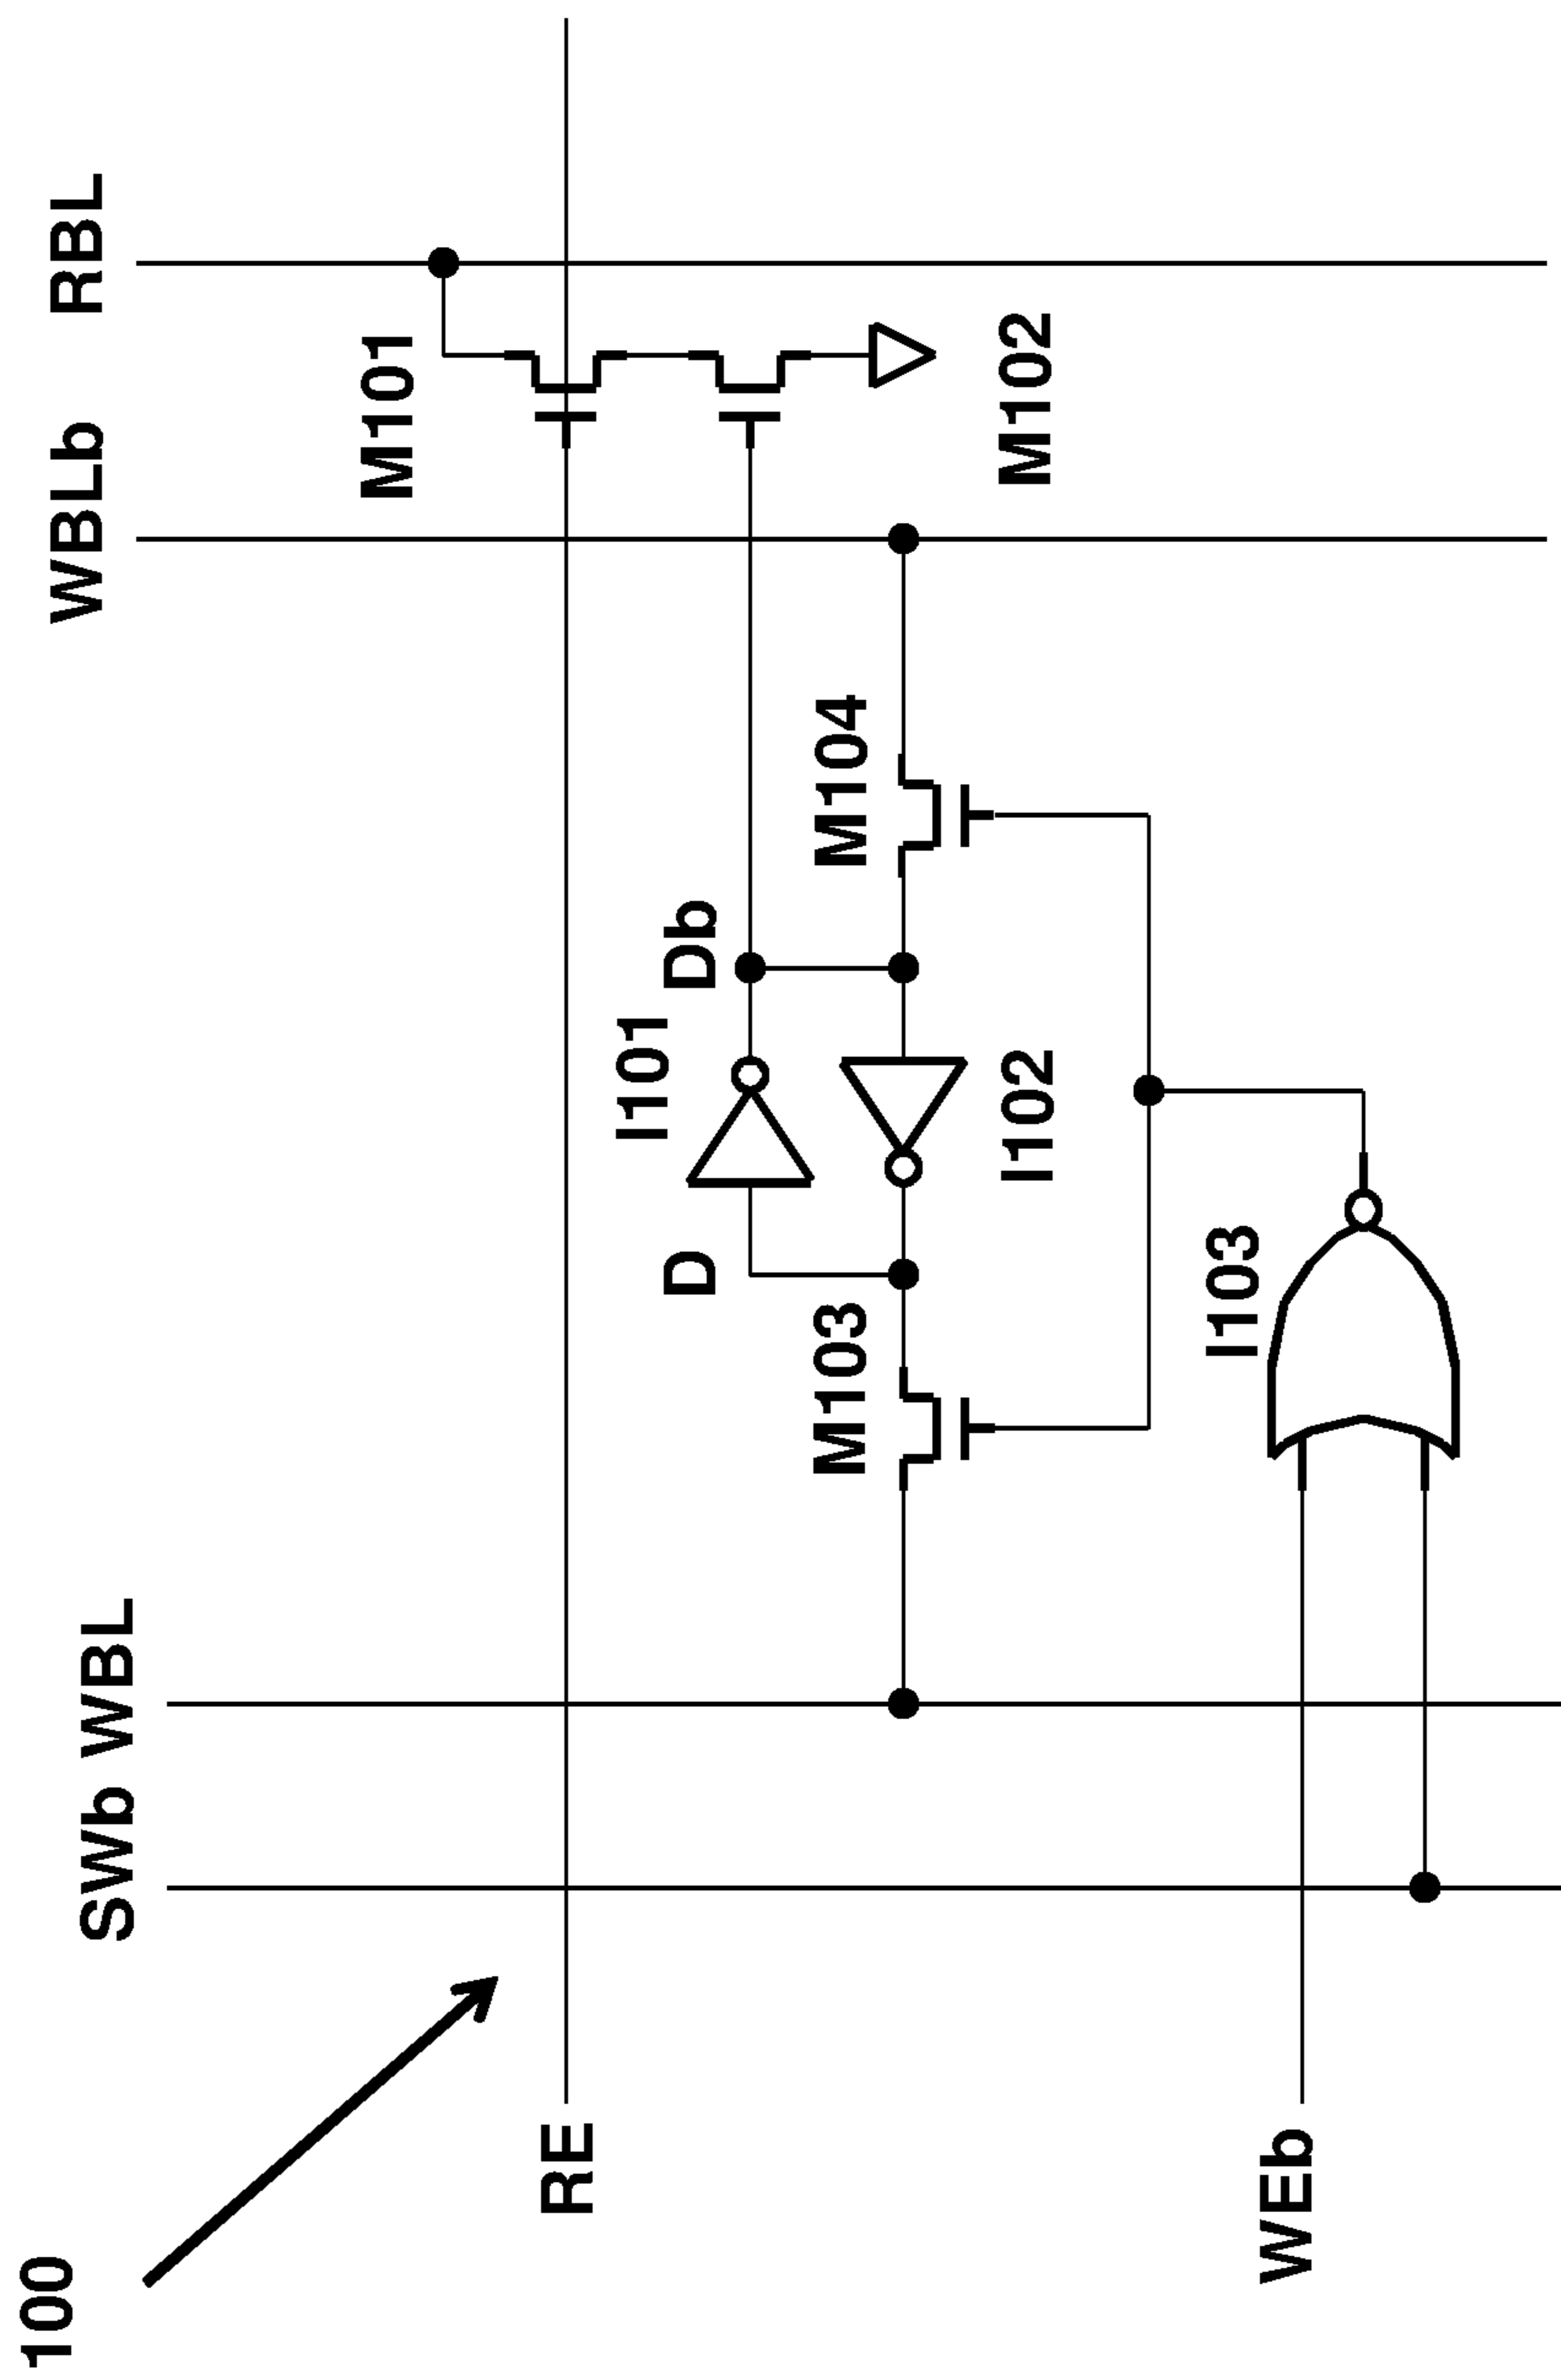 100
SWb
WBL
WBLb
RBL
M101
RE
I101
D
Db
M103
M104
I102
M102
I103
WEb